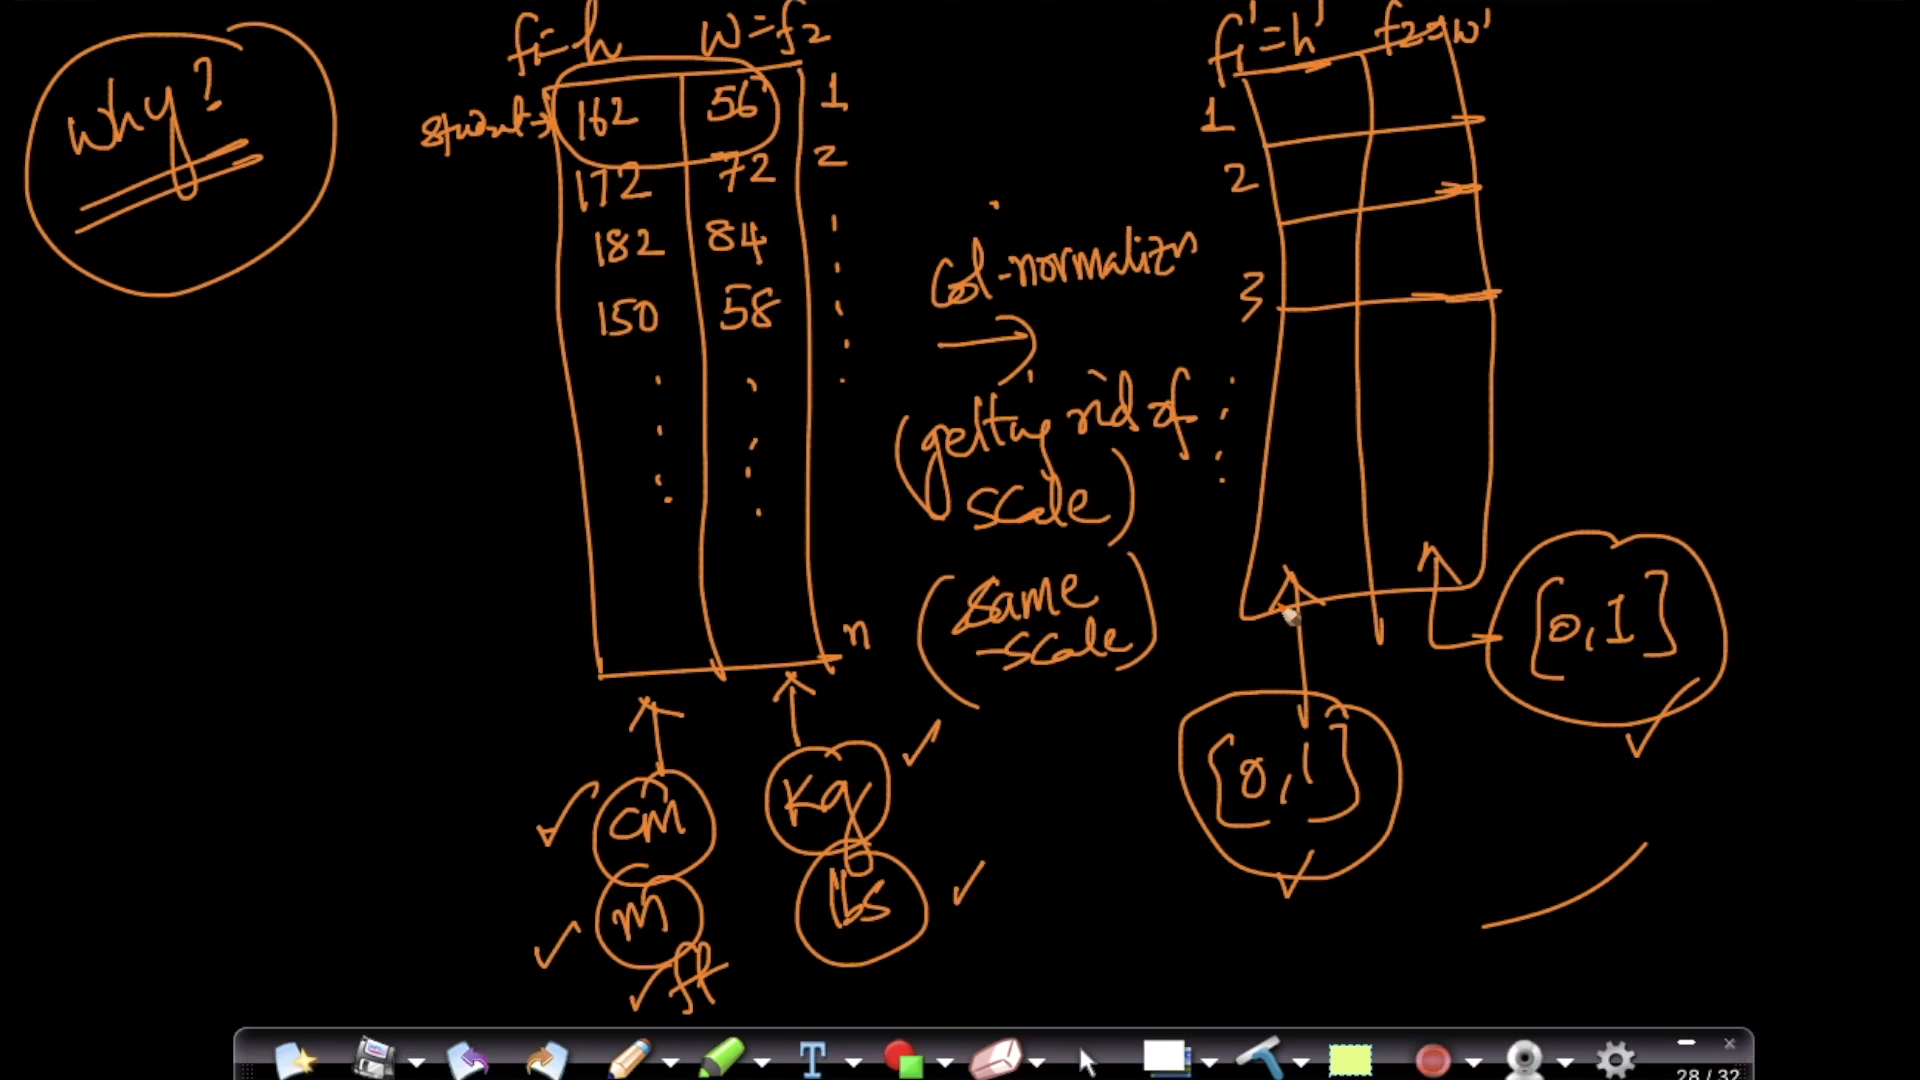 why?
f1=h w=f2
student→ 162 56 1
172 72 2
182 84
150 58
n
cm kg
m lbs
ft
Col-normalizn
(getting rid of
scale)
(same
-scale)
f1'=h' f2=w'
1
2
3
[0,1]
[0,1]
T
28 / 32